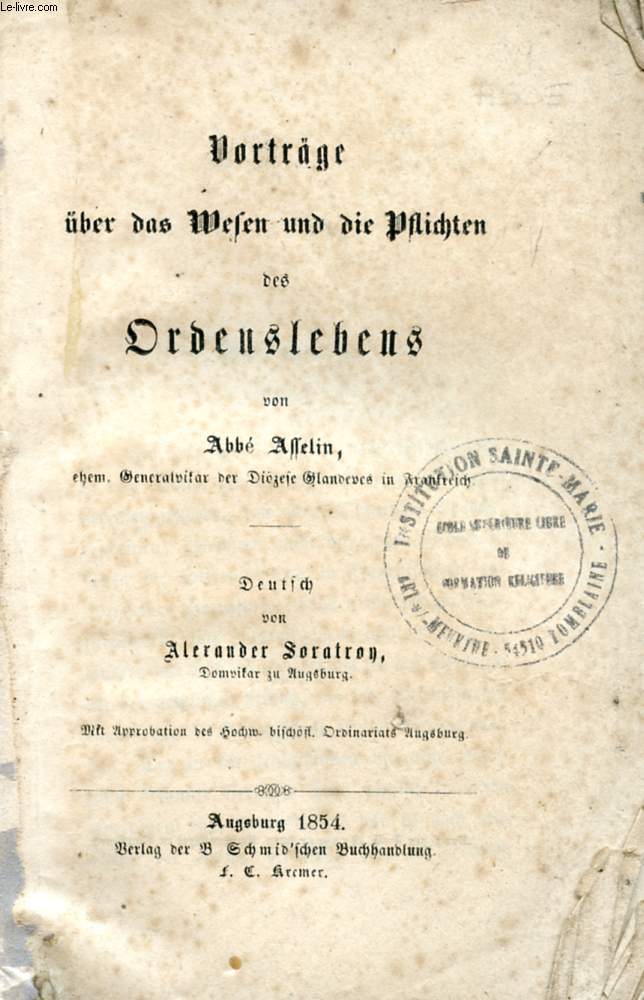 Le-livre.com
Vorträge
über das Wesen und die Pflichten
des
Ordenslebens
von
Abbé Asselin,
ehem. Generalvikar der Diözese Glandeves in Frankreich
Deutsch
von
Alexander Soratroy,
Domvikar zu Augsburg.
Mit Approbation des Hochw. bischöfl. Ordinariats Augsburg.
Augsburg 1854.
Verlag der B Schmid'schen Buchhandlung.
F. C. Kremer.
INSTITUTION SAINTE-MARIE
ECOLE SUPERIEURE LIBRE
DE
FORMATION RELIGIEUSE
MEURTHE - 54510 TOMBLAINE -